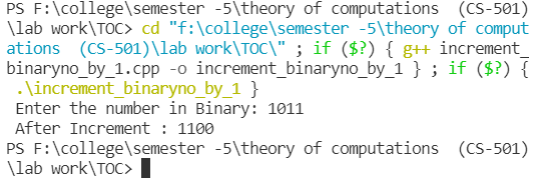 PS F:\college\semester -5\theory of computations  (CS-501)
\lab work\TOC> cd "f:\college\semester -5\theory of comput
ations  (CS-501)\lab work\TOC\" ; if ($?) { g++ increment_
binaryno_by_1.cpp -o increment_binaryno_by_1 } ; if ($?) {
 .\increment_binaryno_by_1 }
 Enter the number in Binary: 1011
 After Increment : 1100
PS F:\college\semester -5\theory of computations  (CS-501)
\lab work\TOC>